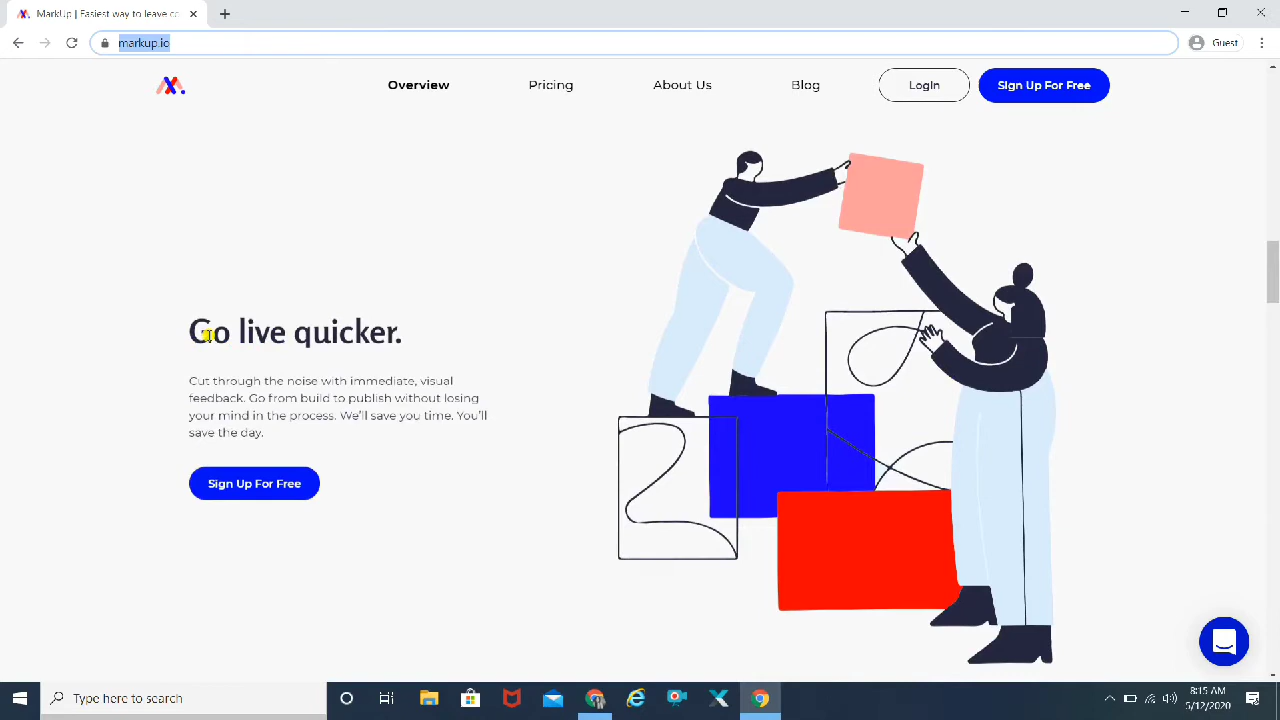 MarkUp | Easiest way to leave cc
markup.io
Guest
Overview
Pricing
About Us
Blog
Login
Sign Up For Free
Go live quicker.
Cut through the noise with immediate, visual
feedback. Go from build to publish without losing
your mind in the process. We'll save you time. You'll
save the day.
Sign Up For Free
Type here to search
8:15 AM
5/12/2020